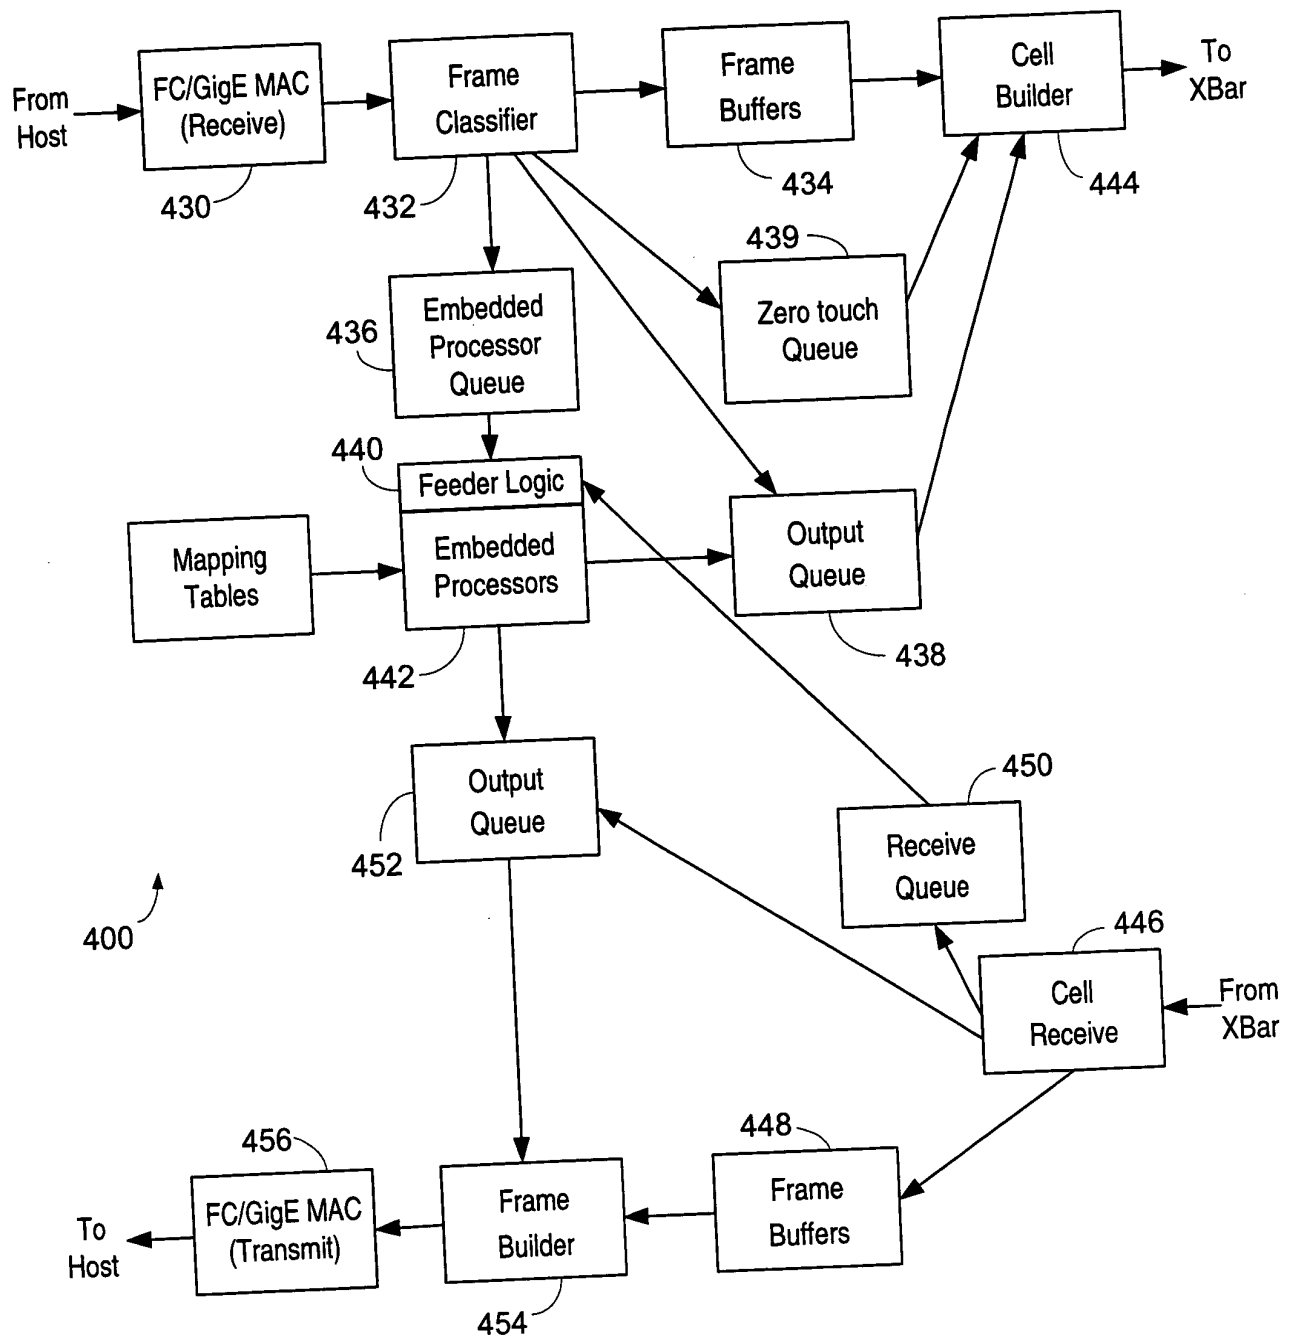 From
Host
FC/GigE MAC
(Receive)
430
Frame
Classifier
432
Frame
Buffers
434
Cell
Builder
444
To
XBar
439
Zero touch
Queue
436
Embedded
Processor
Queue
440
Feeder Logic
Mapping
Tables
Embedded
Processors
442
Output
Queue
438
Output
Queue
452
450
Receive
Queue
400
446
Cell
Receive
From
XBar
456
FC/GigE MAC
(Transmit)
To
Host
Frame
Builder
454
448
Frame
Buffers